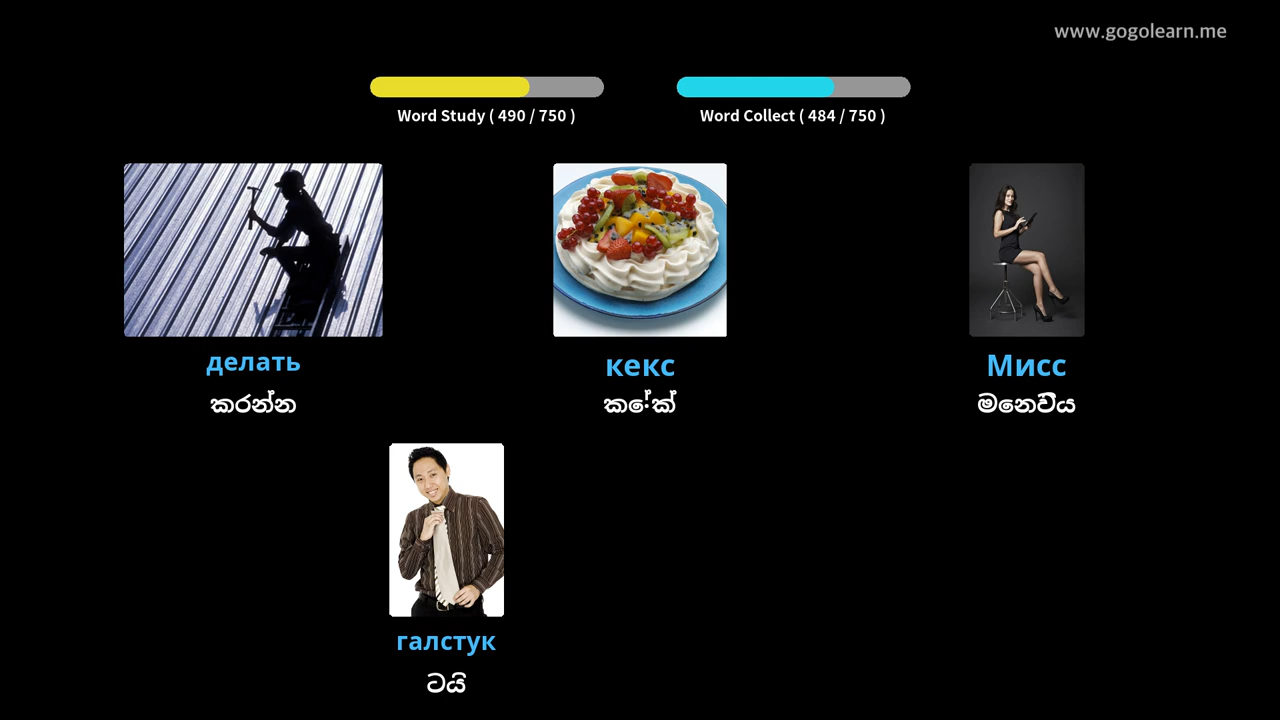 www.gogolearn.me
Word Study ( 490 / 750 )
Word Collect ( 484 / 750 )
делать
кекс
Мисс
කරන්න
කේක්
මෙනෙවිය
галстук
ටයි